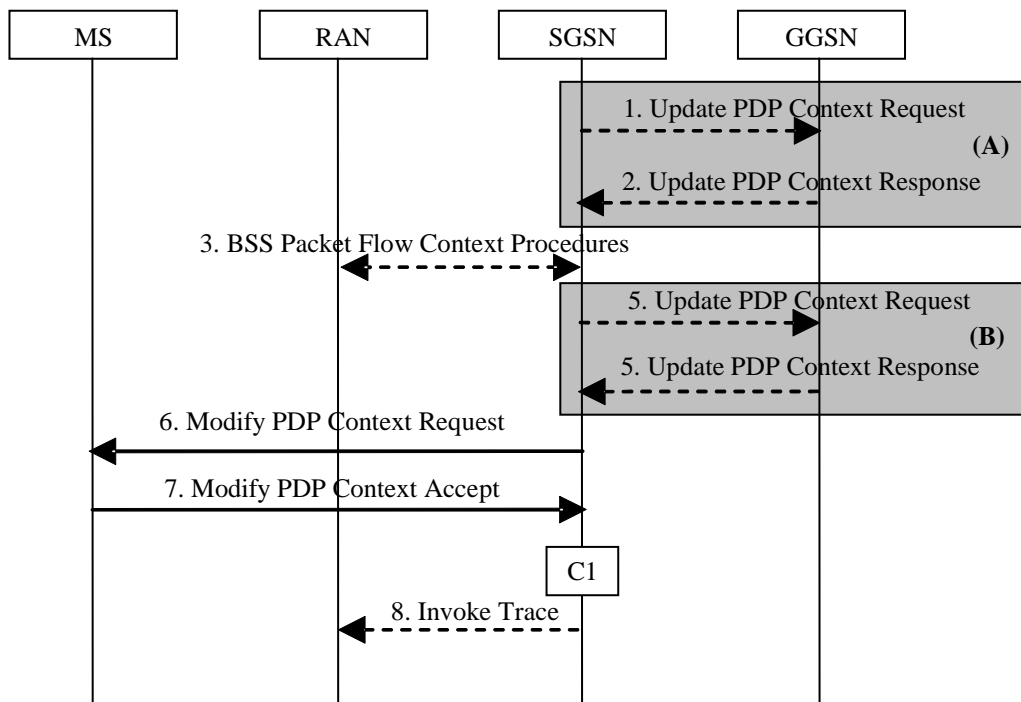 MS
RAN
SGSN
GGSN
1. Update PDP Context Request
(A)
2. Update PDP Context Response
3. BSS Packet Flow Context Procedures
5. Update PDP Context Request
(B)
5. Update PDP Context Response
6. Modify PDP Context Request
7. Modify PDP Context Accept
C1
8. Invoke Trace